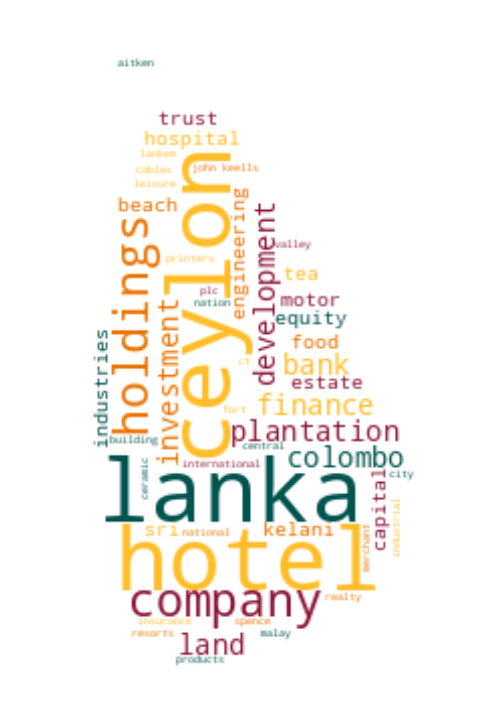 aitken
trust
hospital
lankem
cables
john keells
leisure
beach
ceylon
engineering
holdings
development
valley
printers
tea
plc
motor
nation
investment
equity
industries
food
bank
ct
estate
finance
fort
plantation
building
central
colombo
international
ceramic
city
lanka
capital
industrial
sri
national
kelani
merchant
hotel
company
realty
insurance
spence
resorts
malay
land
products